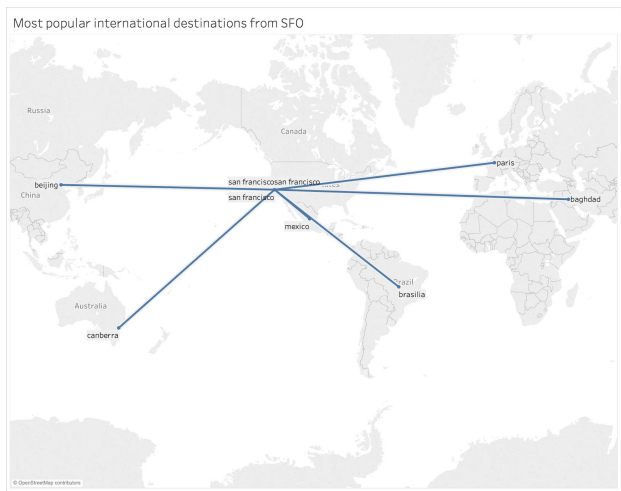 Most popular international destinations from SFO
Russia
Canada
paris
san franciscosan francisco
beijing
China
san francisco
baghdad
mexico
Brazil
brasilia
Australia
canberra
© OpenStreetMap contributors